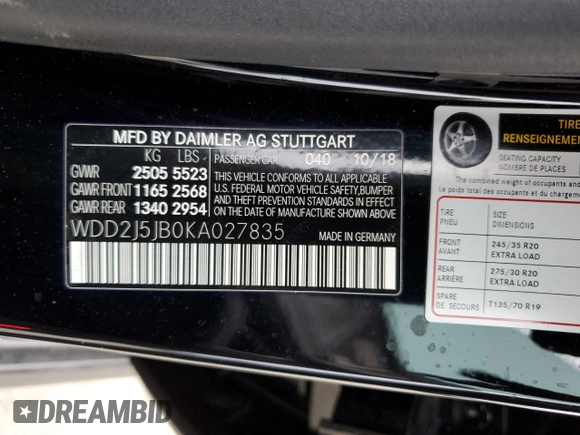 MFD BY DAIMLER AG STUTTGART
KG LBS PASSENGER CAR 040 10/18
GVWR 2505 5523
GAWR FRONT 1165 2568
GAWR REAR 1340 2954
THIS VEHICLE CONFORMS TO ALL APPLICABLE
U.S. FEDERAL MOTOR VEHICLE SAFETY, BUMPER
AND THEFT PREVENTION STANDARDS IN
EFFECT ON THE DATE OF
MANUFACTURE SHOWN ABOVE.
WDD2J5JB0KA027835
MADE IN GERMANY
TIRE
RENSEIGNEMENT
SEATING CAPACITY
NOMBRE DE PLACES
The combined weight of occupants and
Le poids total des occupants et du
TIRE SIZE
PNEU DIMENSIONS
FRONT 245/35 R20
AVANT EXTRA LOAD
REAR 275/30 R20
ARRIÈRE EXTRA LOAD
SPARE T135/70 R19
DE SECOURS
DREAMBID